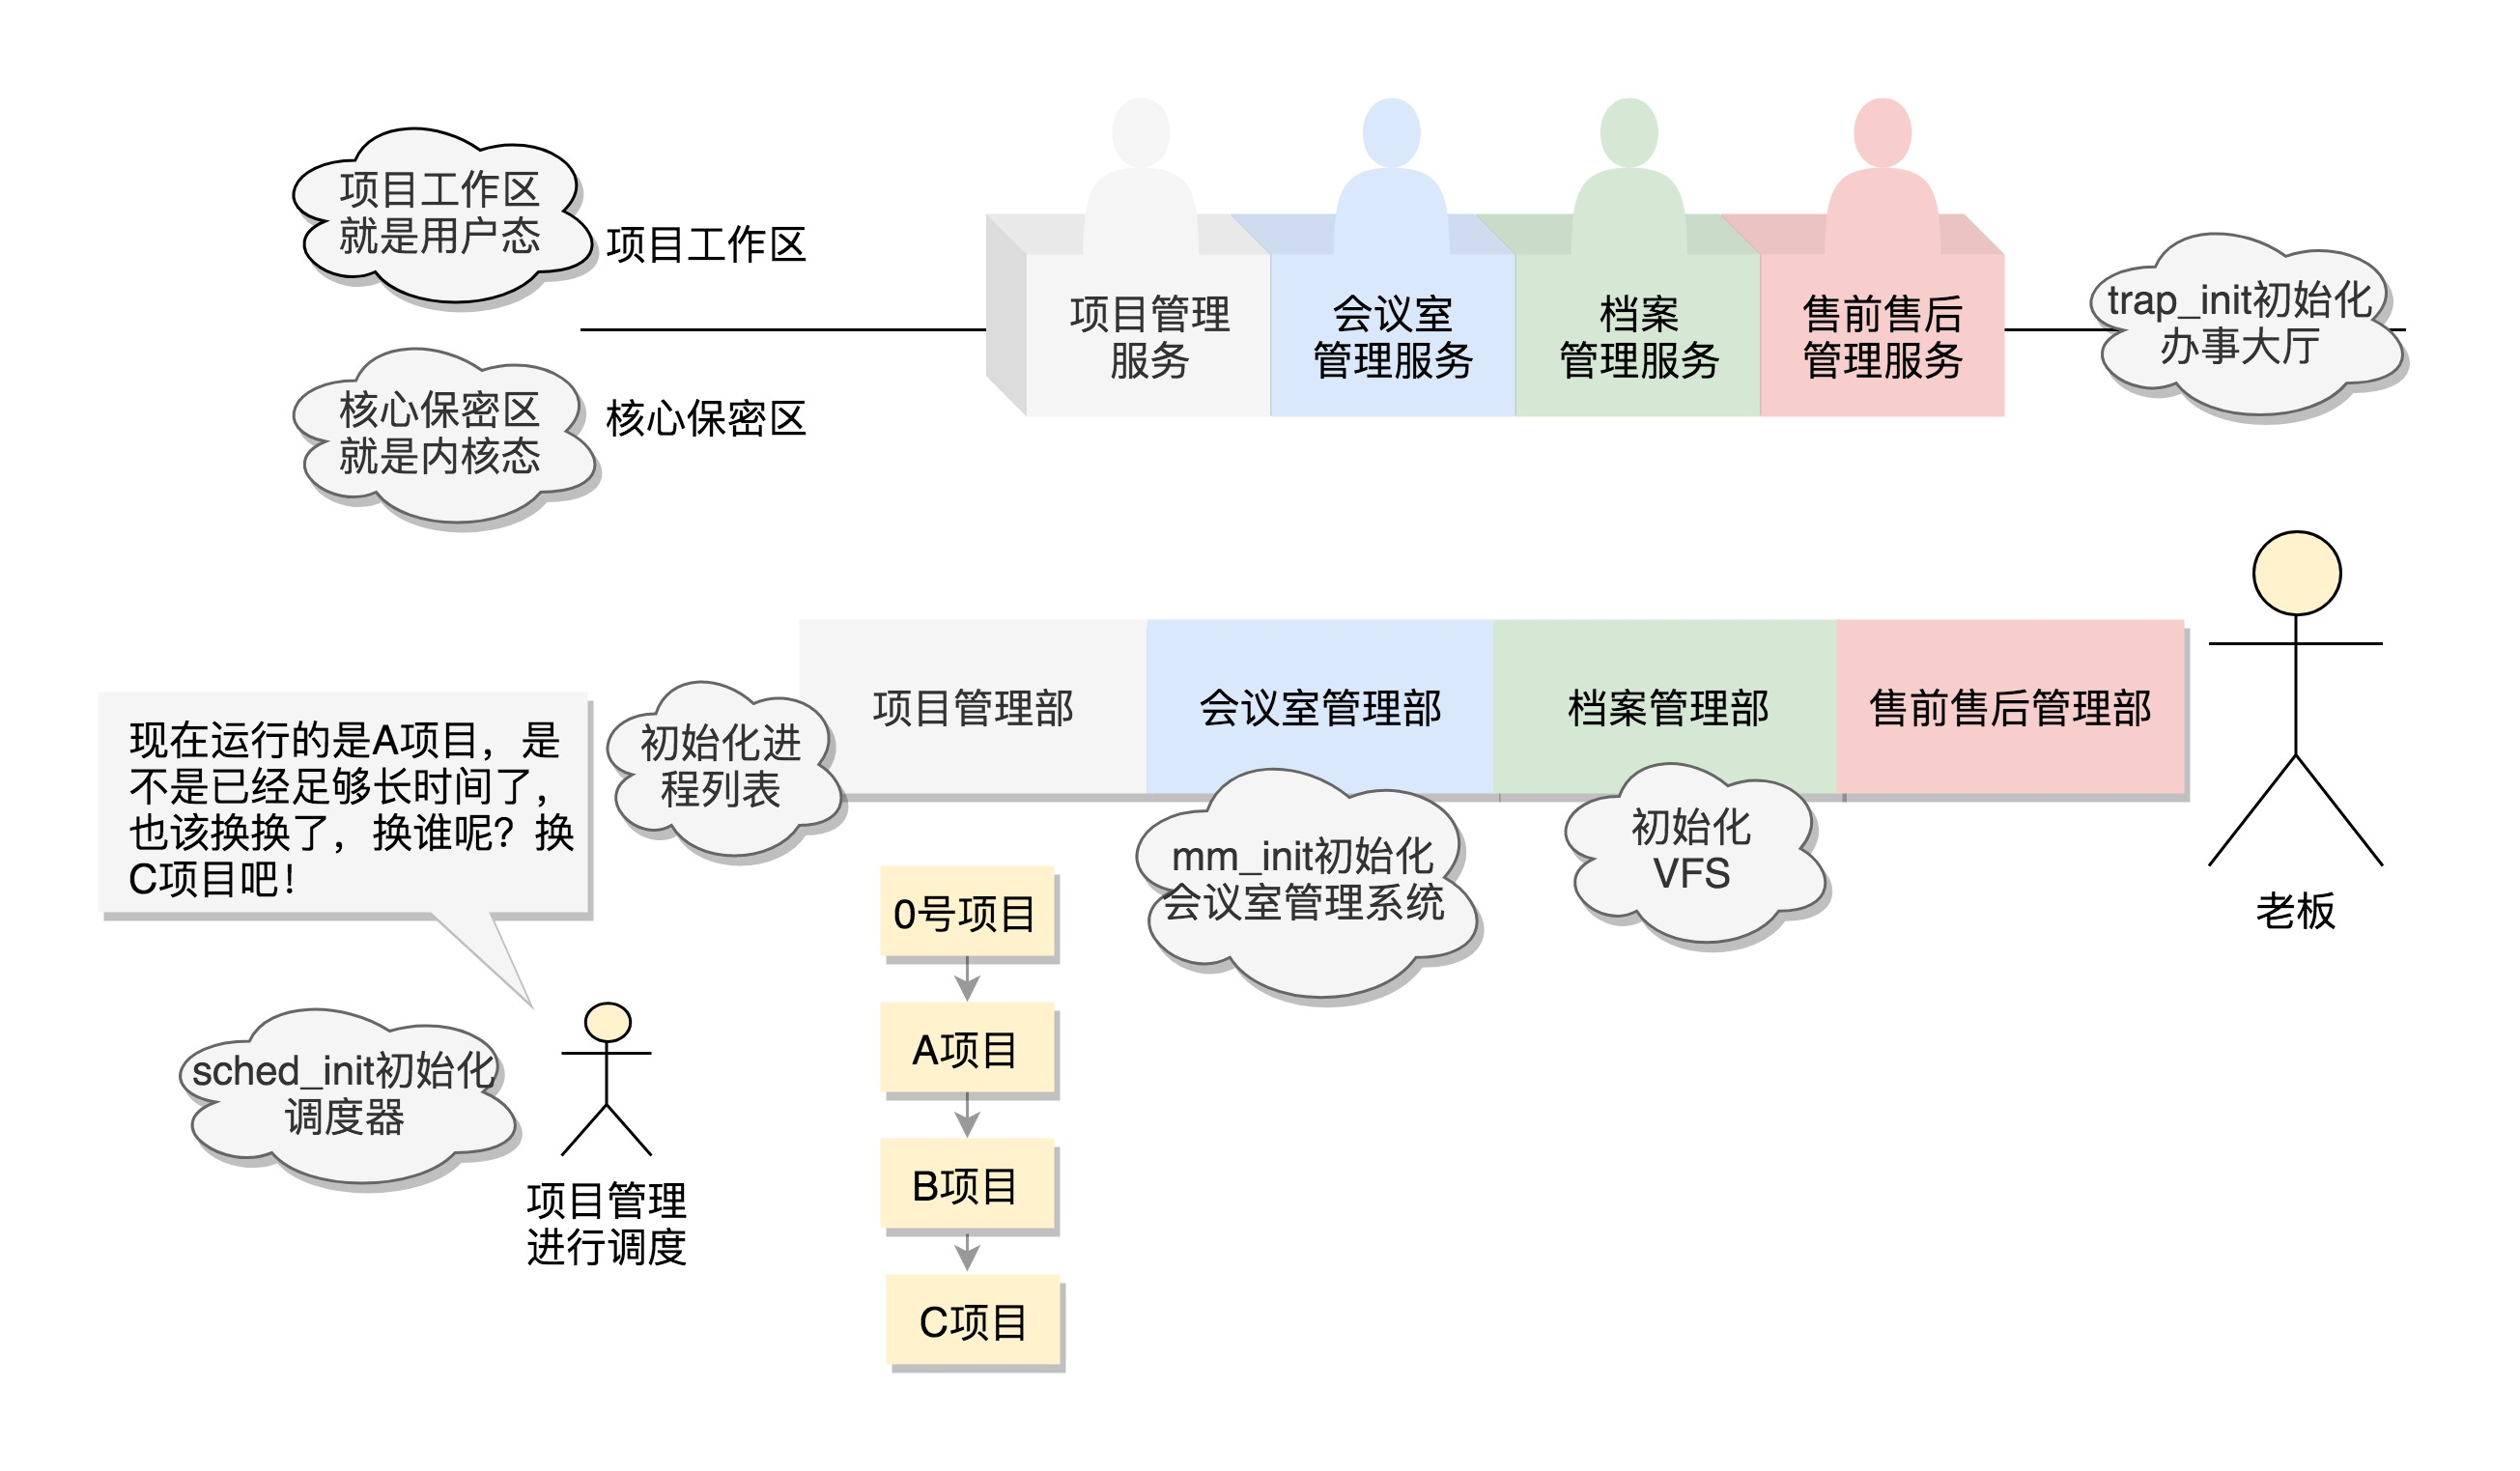 项目工作区
就是用户态
项目工作区
核心保密区
就是内核态
核心保密区
项目管理
服务
会议室
管理服务
档案
管理服务
售前售后
管理服务
trap_init初始化
办事大厅
项目管理部
会议室管理部
档案管理部
售前售后管理部
老板
初始化进
程列表
mm_init初始化
会议室管理系统
初始化
VFS
现在运行的是A项目，是
不是已经足够长时间了，
也该换换了，换谁呢？换
C项目吧！
sched_init初始化
调度器
项目管理
进行调度
0号项目
A项目
B项目
C项目